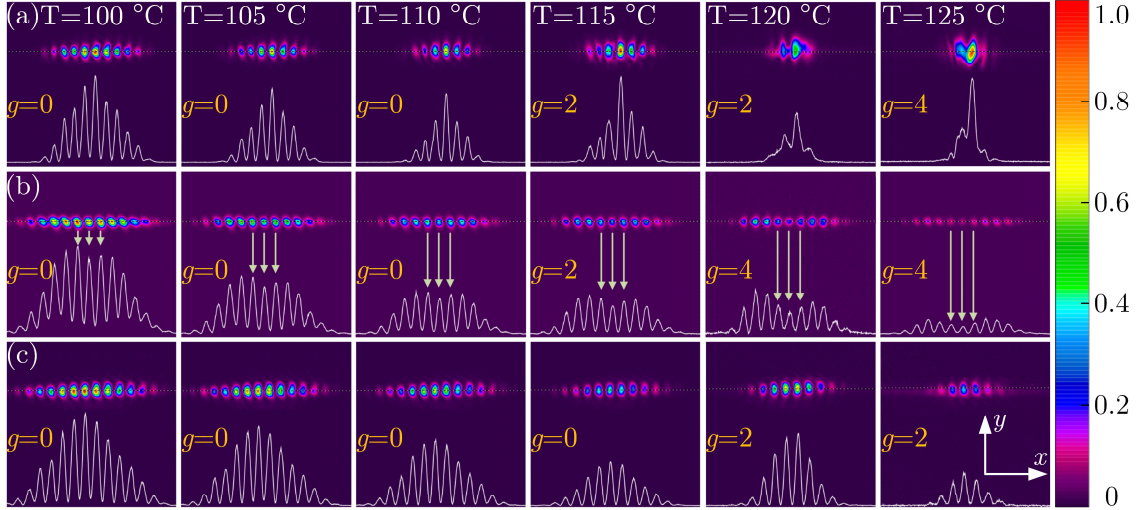 (a) T=100 °C T=105 °C T=110 °C T=115 °C T=120 °C T=125 °C 1.0
0.8
g=0 g=0 g=0 g=2 g=2 g=4
0.6
(b)
g=0 g=0 g=0 g=2 g=4 g=4
0.4
(c)
0.2
g=0 g=0 g=0 g=0 g=2 g=2
y
x
0